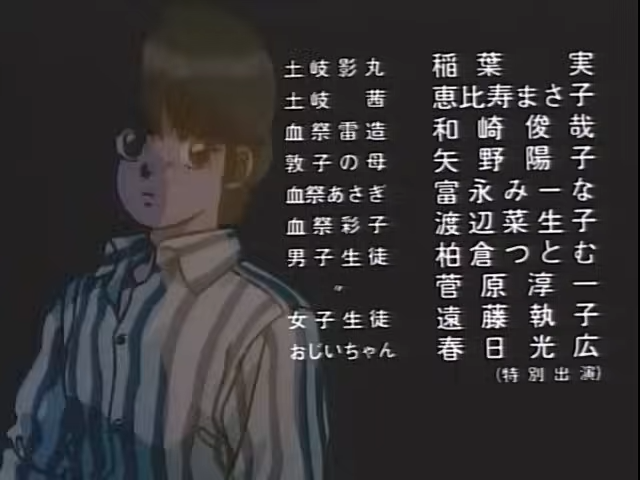 土岐影丸 稲葉実
土岐茜 恵比寿まさ子
血祭雷造 和崎俊哉
敦子の母 矢野陽子
血祭あさぎ 富永みーな
血祭彩子 渡辺菜生子
男子生徒 柏倉つとむ
〃 菅原淳一
女子生徒 遠藤執子
おじいちゃん 春日光広
(特別出演)